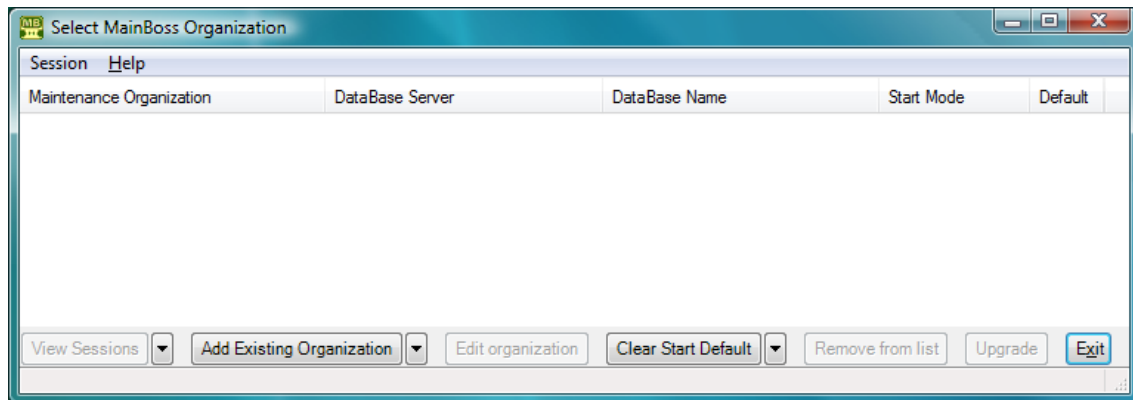 MB Select MainBoss Organization
Session Help
Maintenance Organization DataBase Server DataBase Name Start Mode Default
View Sessions Add Existing Organization Edit organization Clear Start Default Remove from list Upgrade Exit